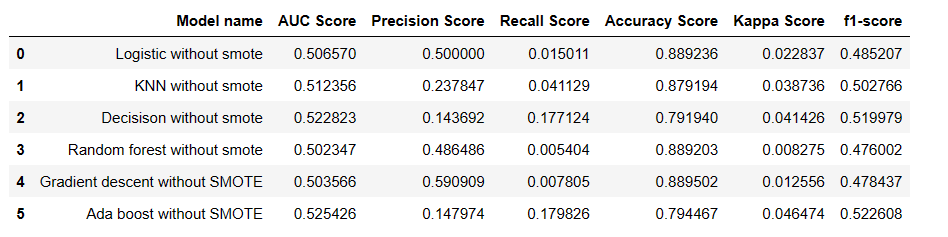 Model name AUC Score Precision Score Recall Score Accuracy Score Kappa Score f1-score
0 Logistic without smote 0.506570 0.500000 0.015011 0.889236 0.022837 0.485207
1 KNN without smote 0.512356 0.237847 0.041129 0.879194 0.038736 0.502766
2 Decisison without smote 0.522823 0.143692 0.177124 0.791940 0.041426 0.519979
3 Random forest without smote 0.502347 0.486486 0.005404 0.889203 0.008275 0.476002
4 Gradient descent without SMOTE 0.503566 0.590909 0.007805 0.889502 0.012556 0.478437
5 Ada boost without SMOTE 0.525426 0.147974 0.179826 0.794467 0.046474 0.522608